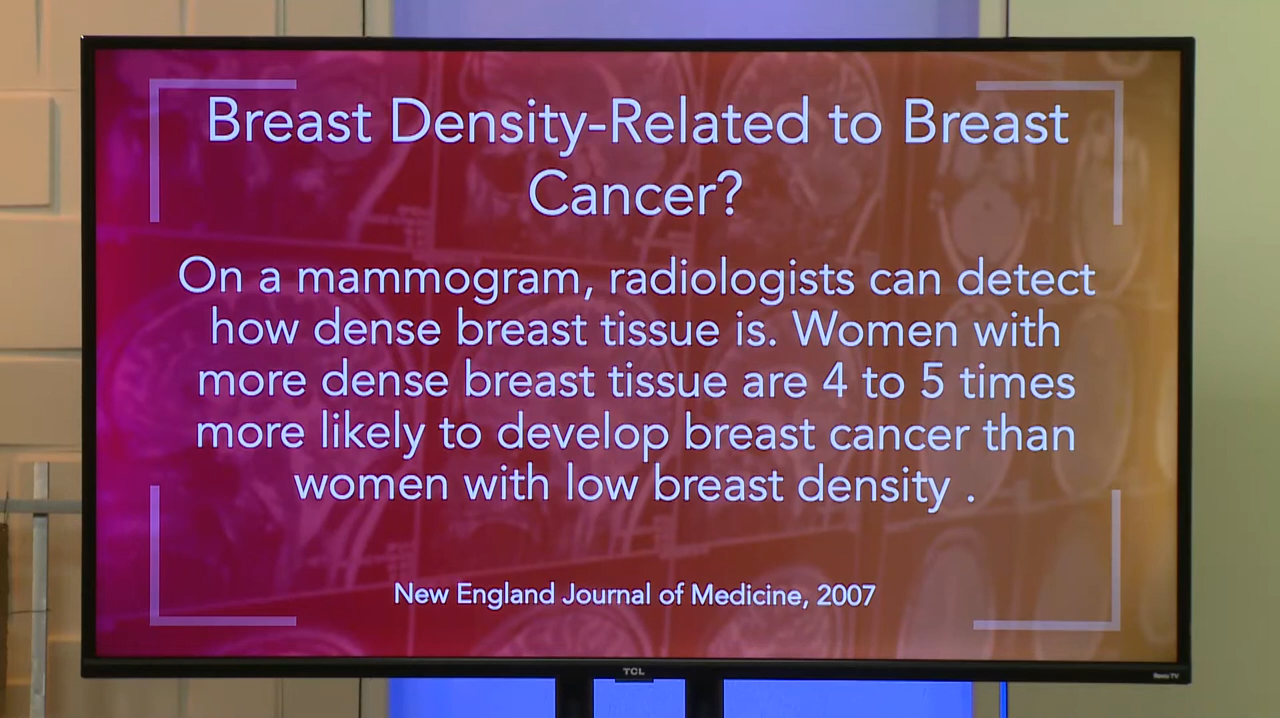 Breast Density-Related to Breast
Cancer?
On a mammogram, radiologists can detect
how dense breast tissue is. Women with
more dense breast tissue are 4 to 5 times
more likely to develop breast cancer than
women with low breast density .
New England Journal of Medicine, 2007
TCL
Roku TV